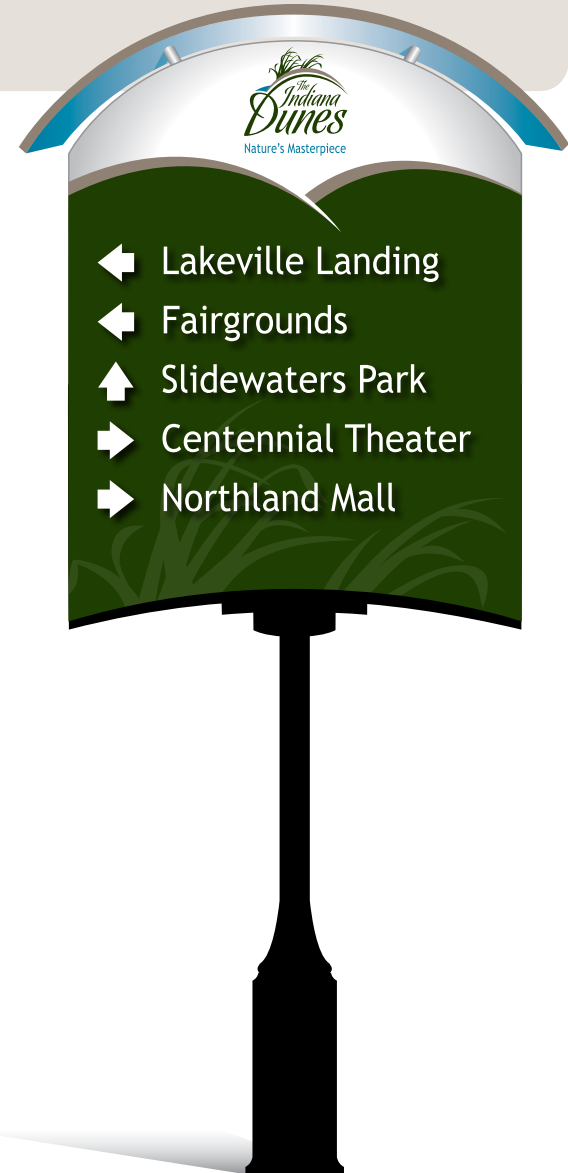 The
Indiana
Dunes
Nature's Masterpiece
Lakeville Landing
Fairgrounds
Slidewaters Park
Centennial Theater
Northland Mall